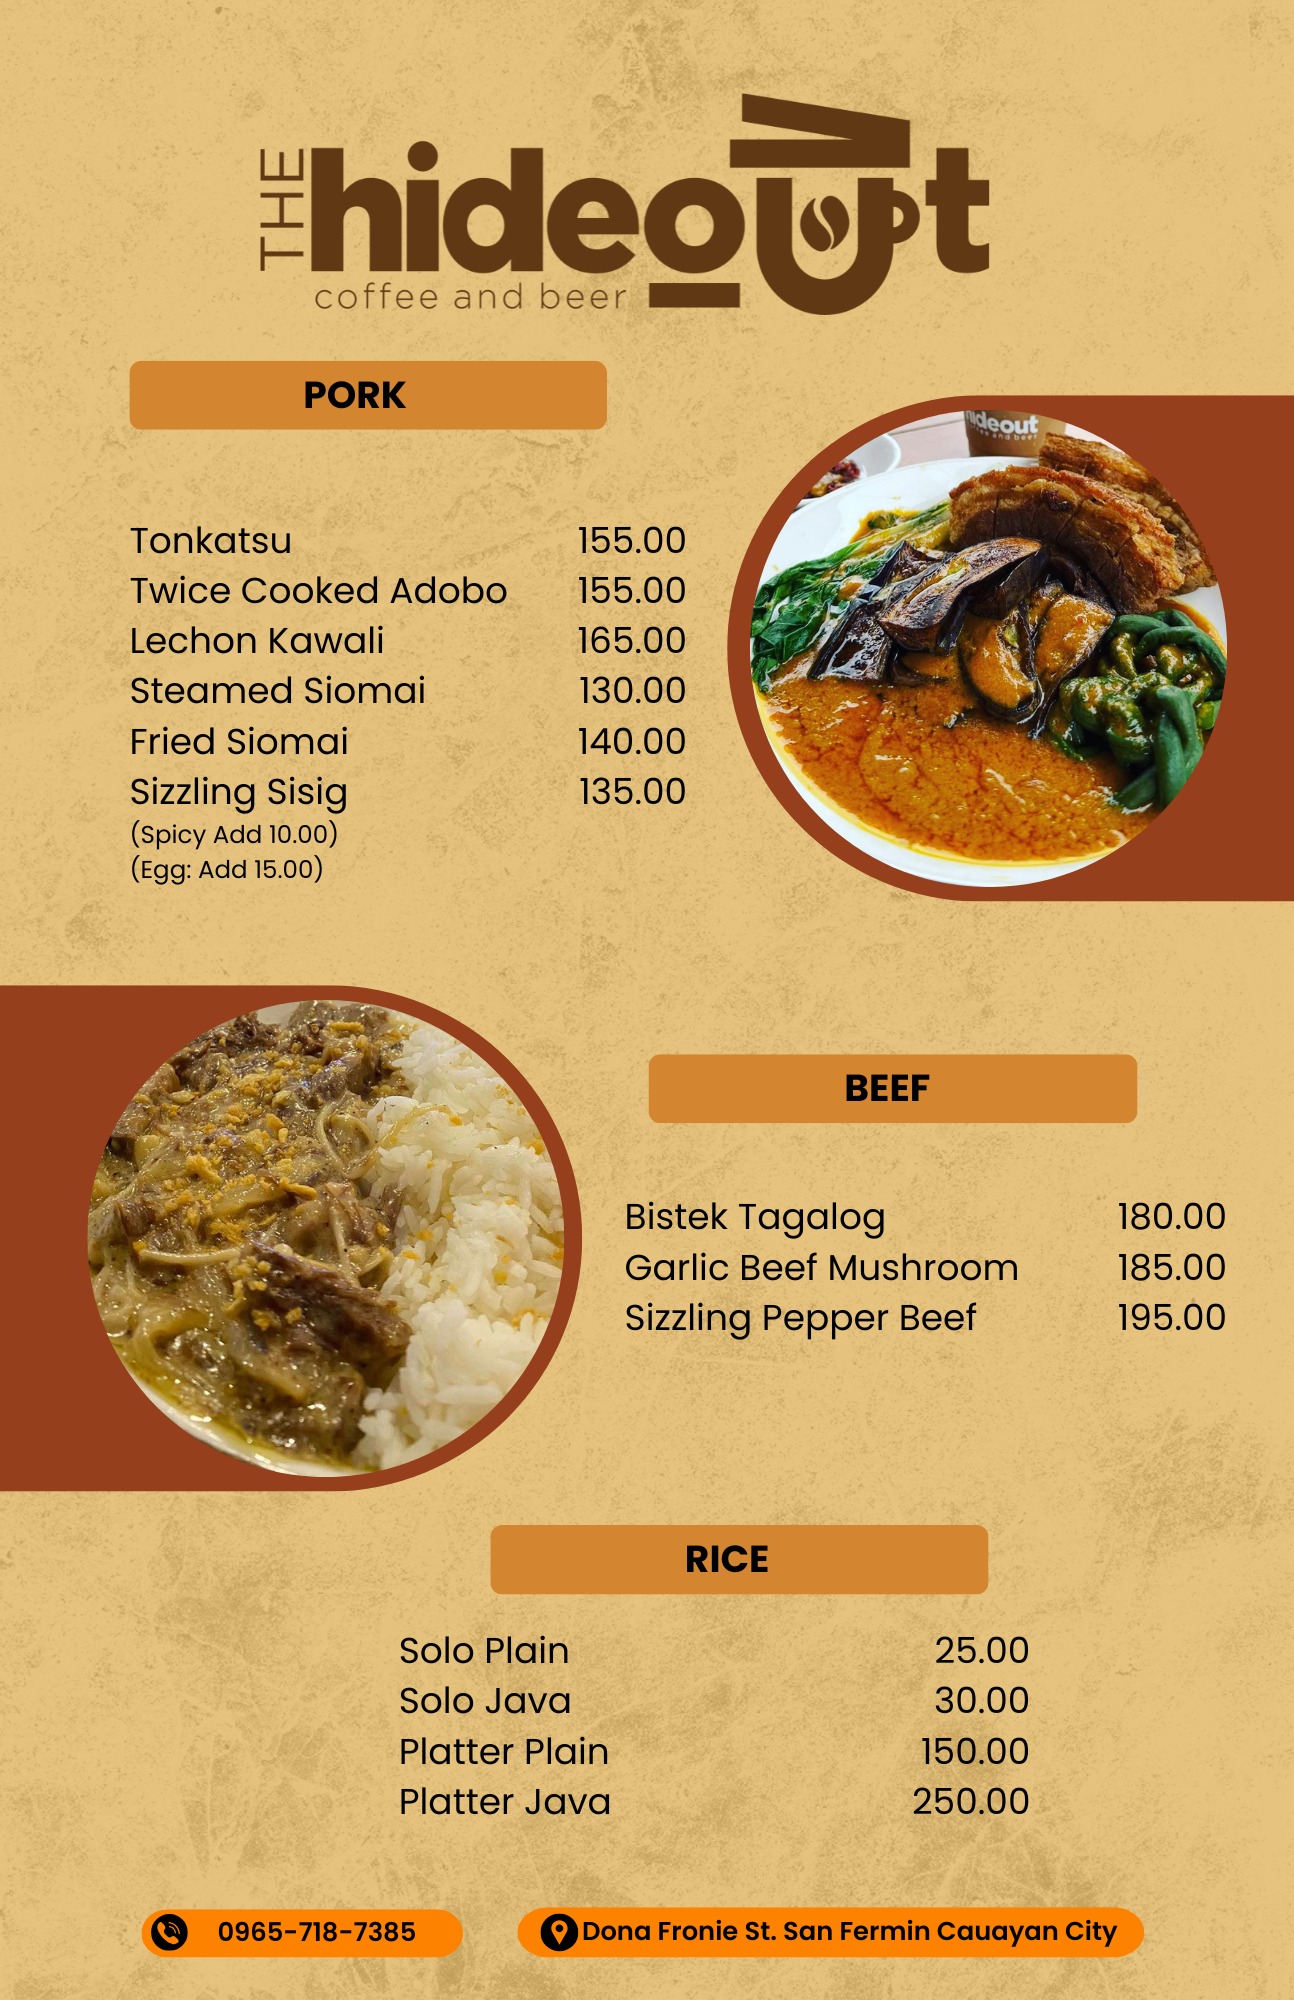 THE hideout
coffee and beer
PORK
Tonkatsu 155.00
Twice Cooked Adobo 155.00
Lechon Kawali 165.00
Steamed Siomai 130.00
Fried Siomai 140.00
Sizzling Sisig 135.00
(Spicy Add 10.00)
(Egg: Add 15.00)
hideout
coffee and beer
BEEF
Bistek Tagalog 180.00
Garlic Beef Mushroom 185.00
Sizzling Pepper Beef 195.00
RICE
Solo Plain 25.00
Solo Java 30.00
Platter Plain 150.00
Platter Java 250.00
0965-718-7385
Dona Fronie St. San Fermin Cauayan City